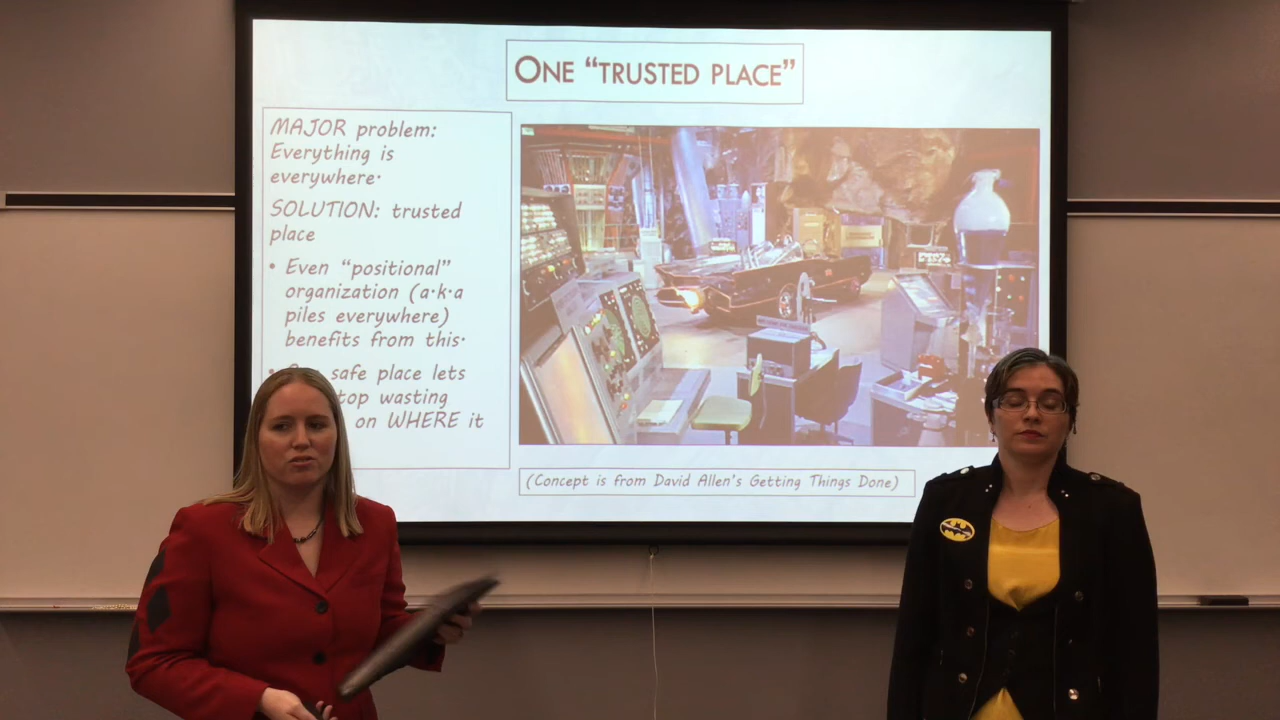 ONE “TRUSTED PLACE”
MAJOR problem:
Everything is
everywhere.
SOLUTION: trusted
place
• Even “positional”
organization (a.k.a
piles everywhere)
benefits from this.
• safe place lets
top wasting
on WHERE it
(Concept is from David Allen’s Getting Things Done)